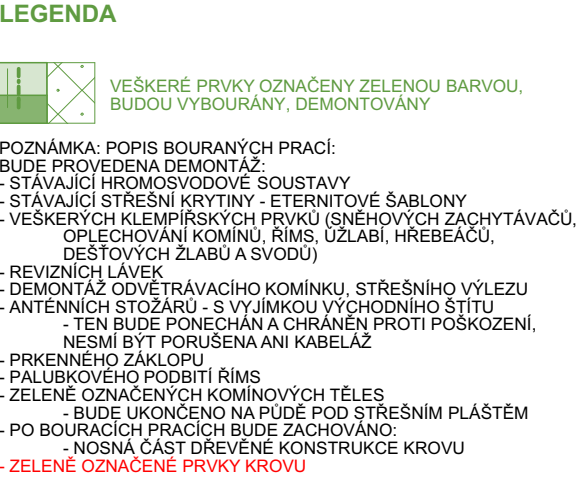 LEGENDA
VEŠKERÉ PRVKY OZNAČENY ZELENOU BARVOU,
BUDOU VYBOURÁNY, DEMONTOVÁNY
POZNÁMKA: POPIS BOURANÝCH PRACÍ:
BUDE PROVEDENA DEMONTÁŽ:
- STÁVAJÍCÍ HROMOSVODOVÉ SOUSTAVY
- STÁVAJÍCÍ STŘEŠNÍ KRYTINY - ETERNITOVÉ ŠABLONY
- VEŠKERÝCH KLEMPÍŘSKÝCH PRVKŮ (SNĚHOVÝCH ZACHYTÁVAČŮ,
OPLECHOVÁNÍ KOMÍNŮ, ŘÍMS, ÚŽLABÍ, HŘEBEÁČŮ,
DEŠŤOVÝCH ŽLABŮ A SVODŮ)
- REVIZNÍCH LÁVEK
- DEMONTÁŽ ODVĚTRÁVACÍHO KOMÍNKU, STŘEŠNÍHO VÝLEZU
- ANTÉNNÍCH STOŽÁRŮ - S VYJÍMKOU VÝCHODNÍHO ŠTÍTU
- TEN BUDE PONECHÁN A CHRÁNĚN PROTI POŠKOZENÍ,
NESMÍ BÝT PORUŠENA ANI KABELÁŽ
- PRKENNÉHO ZÁKLOPU
- PALUBKOVÉHO PODBITÍ ŘÍMS
- ZELENĚ OZNAČENÝCH KOMÍNOVÝCH TĚLES
- BUDE UKONČENO NA PŮDĚ POD STŘEŠNÍM PLÁŠTĚM
- PO BOURACÍCH PRACÍCH BUDE ZACHOVÁNO:
- NOSNÁ ČÁST DŘEVĚNÉ KONSTRUKCE KROVU
- ZELENĚ OZNAČENÉ PRVKY KROVU